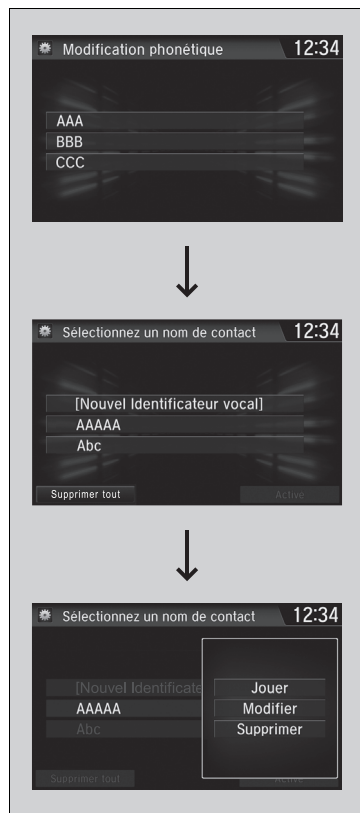 Modification phonétique 12:34
AAA
BBB
CCC
Sélectionnez un nom de contact 12:34
[Nouvel Identificateur vocal]
AAAAA
Abc
Supprimer tout Activé
Sélectionnez un nom de contact 12:34
[Nouvel Identificate
Jouer
AAAAA Modifier
Abc Supprimer
Supprimer tout Activé